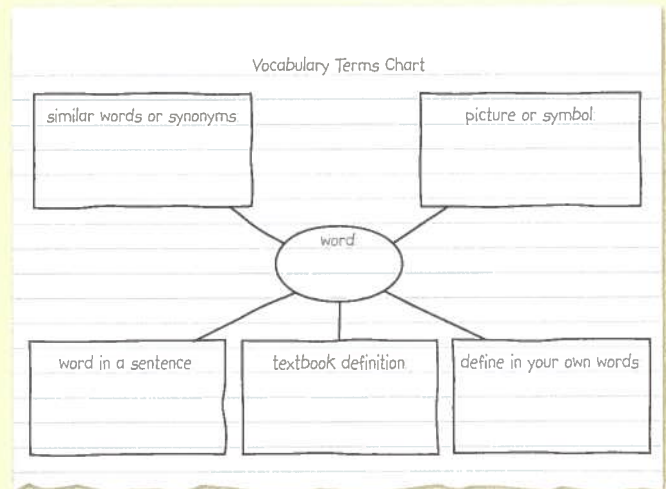 Vocabulary Terms Chart
similar words or synonyms
picture or symbol
word
word in a sentence
textbook definition
define in your own words